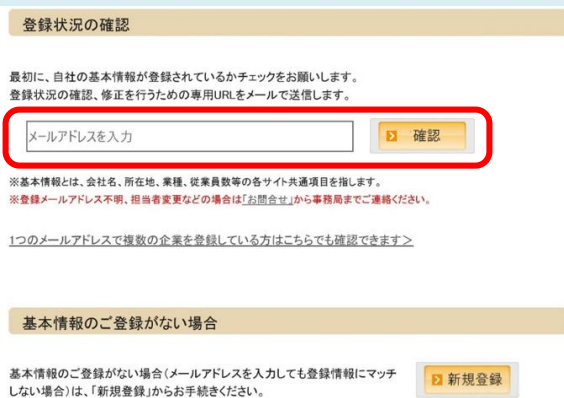 登録状況の確認
最初に、自社の基本情報が登録されているかチェックをお願いします。
登録状況の確認、修正を行うための専用URLをメールで送信します。
メールアドレスを入力
確認
※基本情報とは、会社名、所在地、業種、従業員数等の各サイト共通項目を指します。
※登録メールアドレス不明、担当者変更などの場合は「お問合せ」から事務局までご連絡ください。
1つのメールアドレスで複数の企業を登録している方はこちらでも確認できます＞
基本情報のご登録がない場合
基本情報のご登録がない場合(メールアドレスを入力しても登録情報にマッチ
しない場合)は、「新規登録」からお手続きください。
新規登録